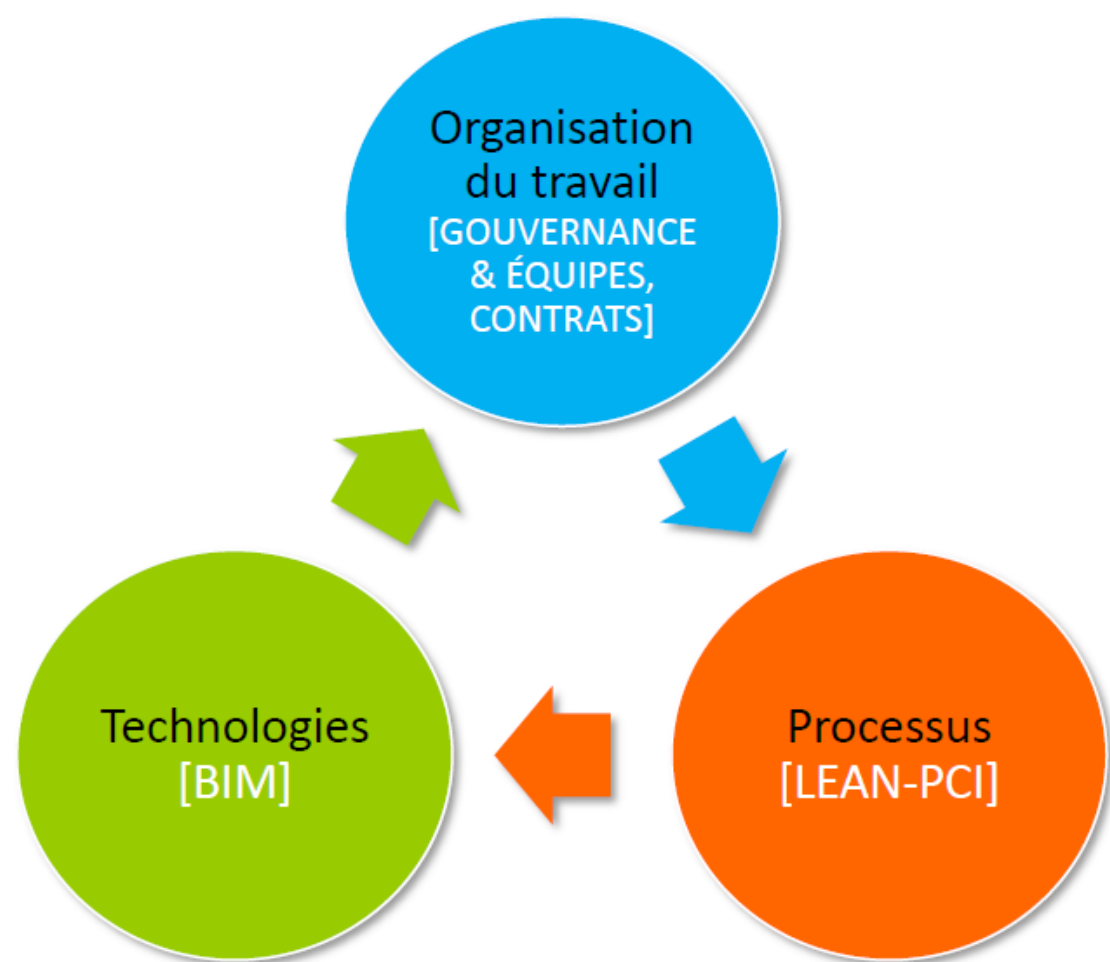 Organisation
du travail
[GOUVERNANCE
& ÉQUIPES,
CONTRATS]
Technologies
[BIM]
Processus
[LEAN-PCI]